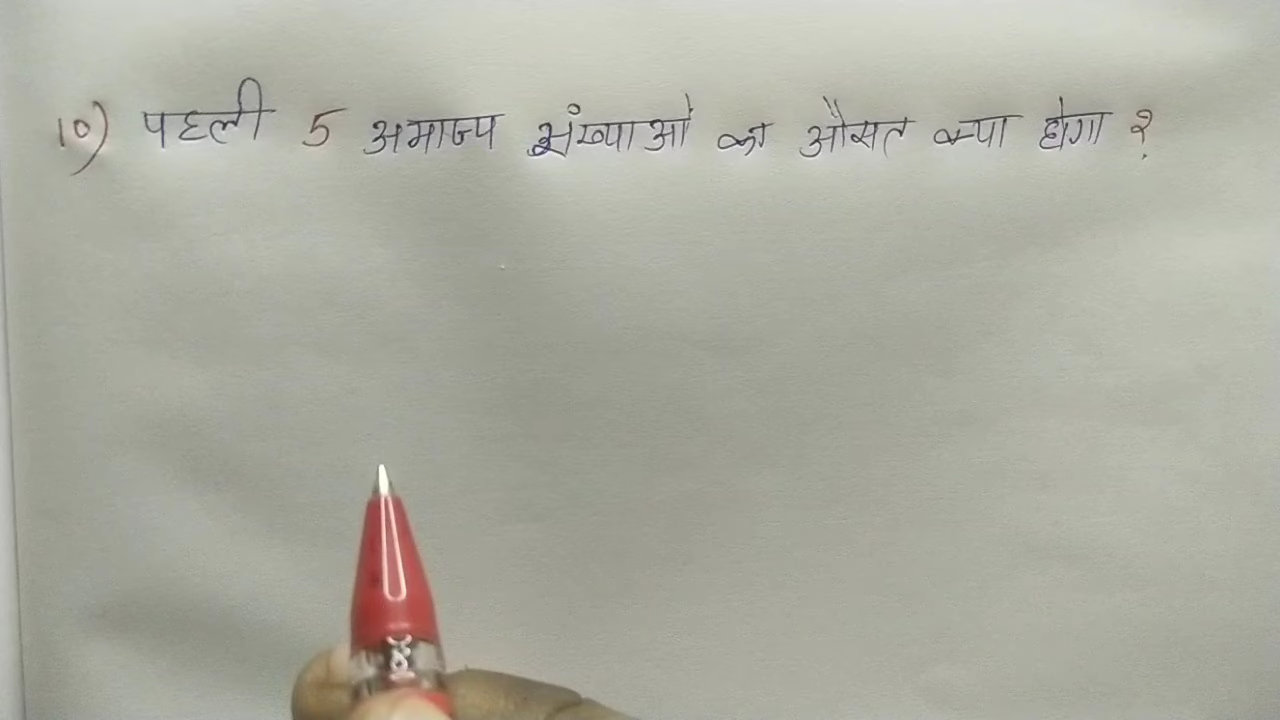 10) पहली 5 अभाज्य संख्याओं का औसत क्या होगा ?